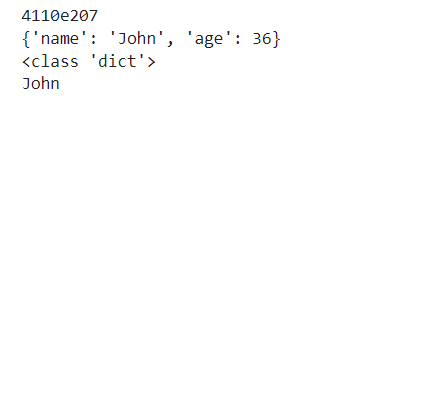 4110e207
{'name': 'John', 'age': 36}
<class 'dict'>
John